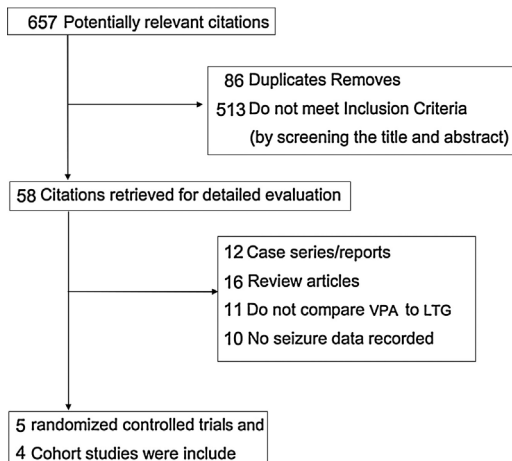 657 Potentially relevant citations
86 Duplicates Removes
513 Do not meet Inclusion Criteria
(by screening the title and abstract)
58 Citations retrieved for detailed evaluation
12 Case series/reports
16 Review articles
11 Do not compare VPA to LTG
10 No seizure data recorded
5 randomized controlled trials and
4 Cohort studies were include